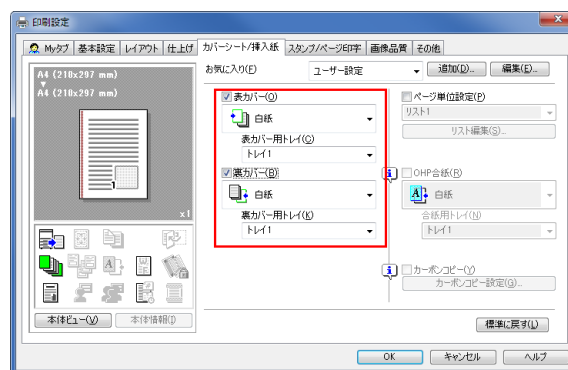 印刷設定
Myタブ 基本設定 レイアウト 仕上げ カバーシート/挿入紙 スタンプ/ページ印字 画像品質 その他
A4 (210x297 mm)
A4 (210x297 mm)
1
x1
本体ビュー(V) 本体情報(I)
お気に入り(F) ユーザー設定 追加(D)... 編集(E)...
表カバー(O)
白紙
表カバー用トレイ(C)
トレイ1
裏カバー(B)
白紙
裏カバー用トレイ(K)
トレイ1
ページ単位設定(P)
リスト1
リスト編集(S)...
OHP合紙(R)
白紙
合紙用トレイ(N)
トレイ1
カーボンコピー(Y)
カーボンコピー設定(G)...
標準に戻す(L)
OK キャンセル ヘルプ